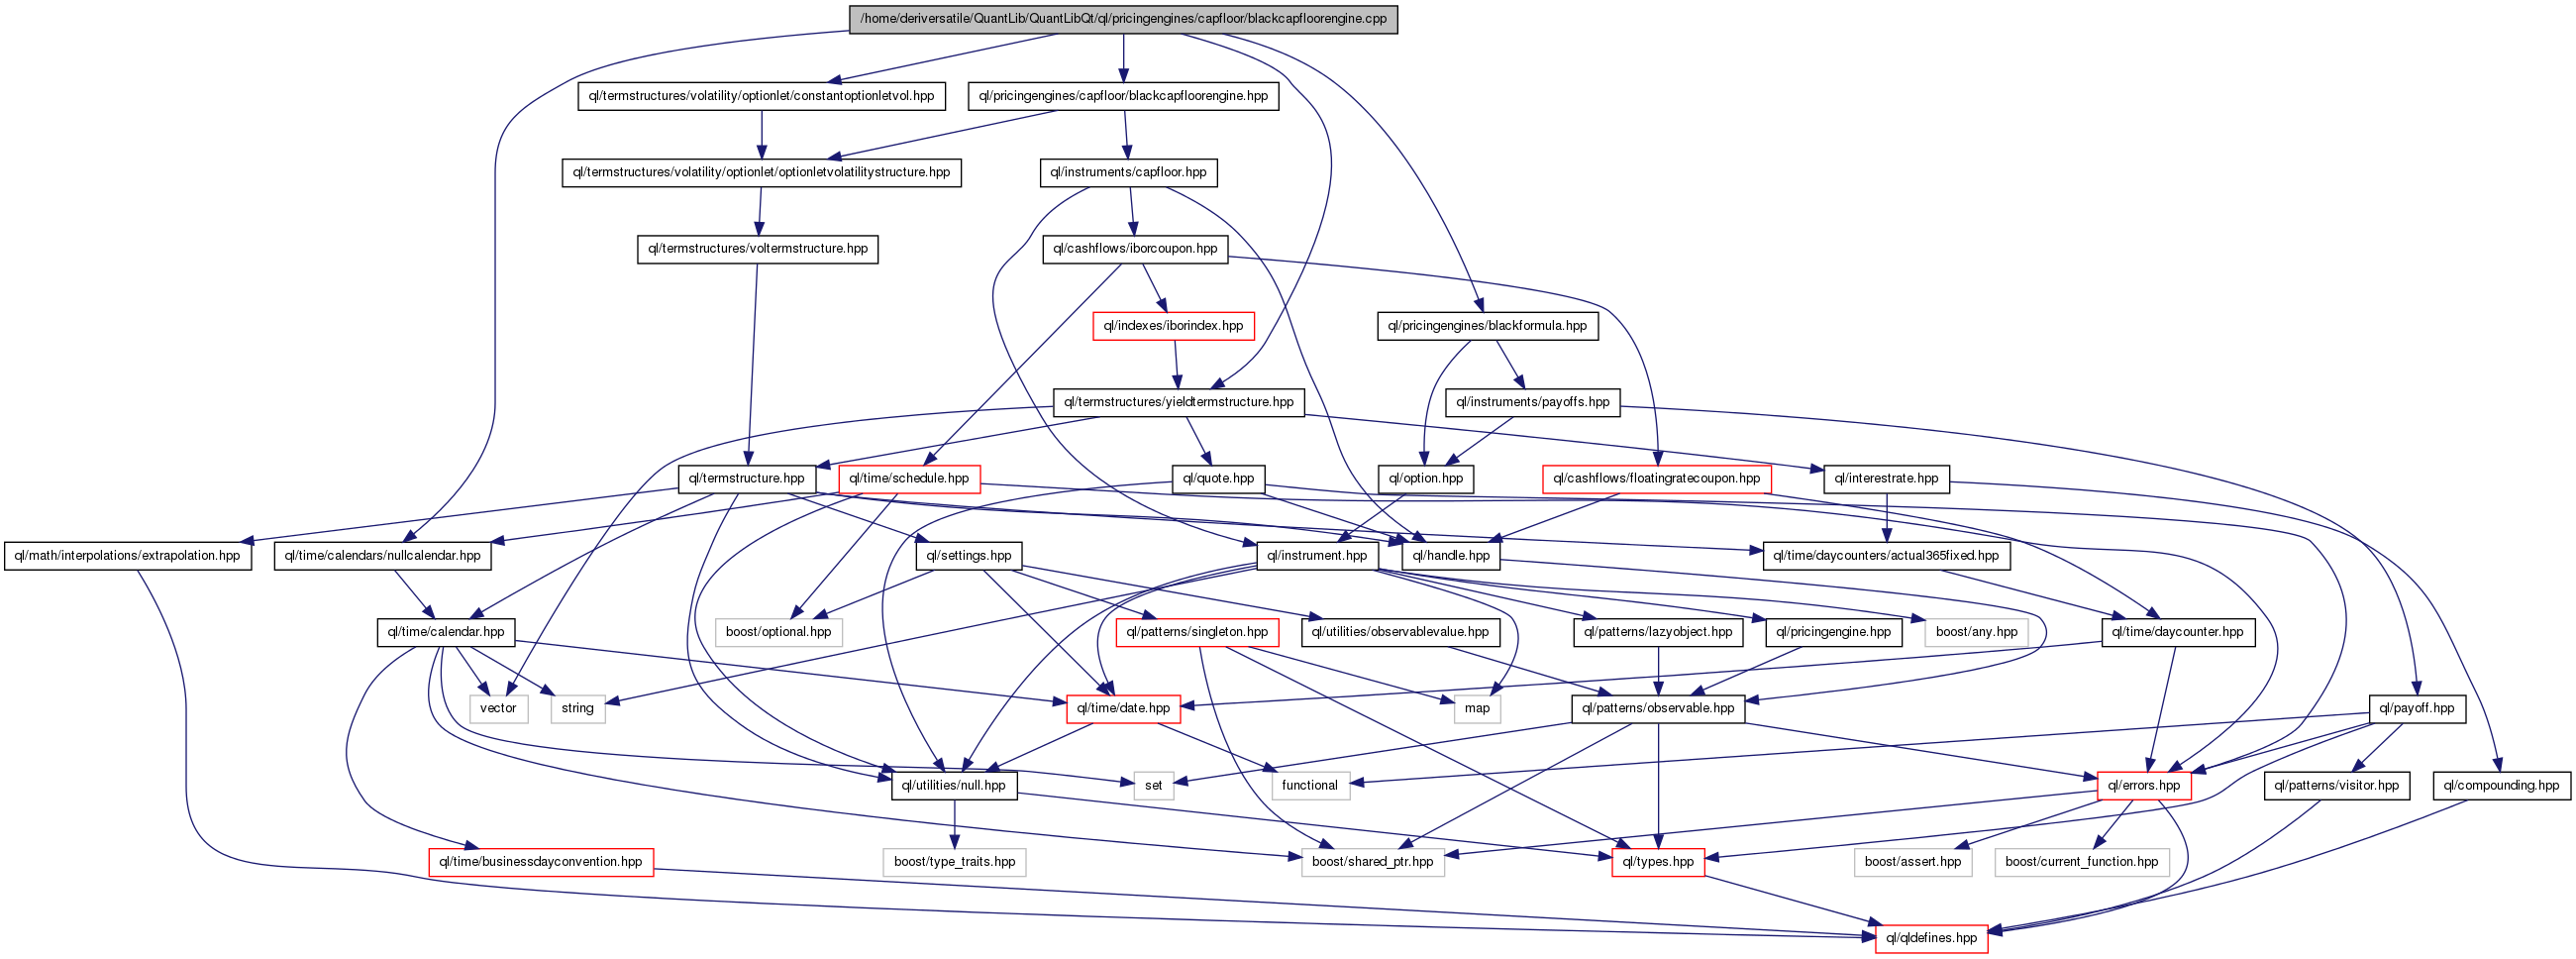 /home/deriversatile/QuantLib/QuantLibQt/ql/pricingengines/capfloor/blackcapfloorengine.cpp
ql/termstructures/volatility/optionlet/constantoptionletvol.hpp
ql/pricingengines/capfloor/blackcapfloorengine.hpp
ql/termstructures/volatility/optionlet/optionletvolatilitystructure.hpp
ql/instruments/capfloor.hpp
ql/termstructures/voltermstructure.hpp
ql/cashflows/iborcoupon.hpp
ql/indexes/iborindex.hpp
ql/pricingengines/blackformula.hpp
ql/termstructures/yieldtermstructure.hpp
ql/instruments/payoffs.hpp
ql/termstructure.hpp
ql/time/schedule.hpp
ql/quote.hpp
ql/option.hpp
ql/cashflows/floatingratecoupon.hpp
ql/interestrate.hpp
ql/math/interpolations/extrapolation.hpp
ql/time/calendars/nullcalendar.hpp
ql/settings.hpp
ql/instrument.hpp
ql/handle.hpp
ql/time/daycounters/actual365fixed.hpp
ql/time/calendar.hpp
boost/optional.hpp
ql/patterns/singleton.hpp
ql/utilities/observablevalue.hpp
ql/patterns/lazyobject.hpp
ql/pricingengine.hpp
boost/any.hpp
ql/time/daycounter.hpp
vector
string
ql/time/date.hpp
map
ql/patterns/observable.hpp
ql/payoff.hpp
ql/utilities/null.hpp
set
functional
ql/errors.hpp
ql/patterns/visitor.hpp
ql/compounding.hpp
ql/time/businessdayconvention.hpp
boost/type_traits.hpp
boost/shared_ptr.hpp
ql/types.hpp
boost/assert.hpp
boost/current_function.hpp
ql/qldefines.hpp